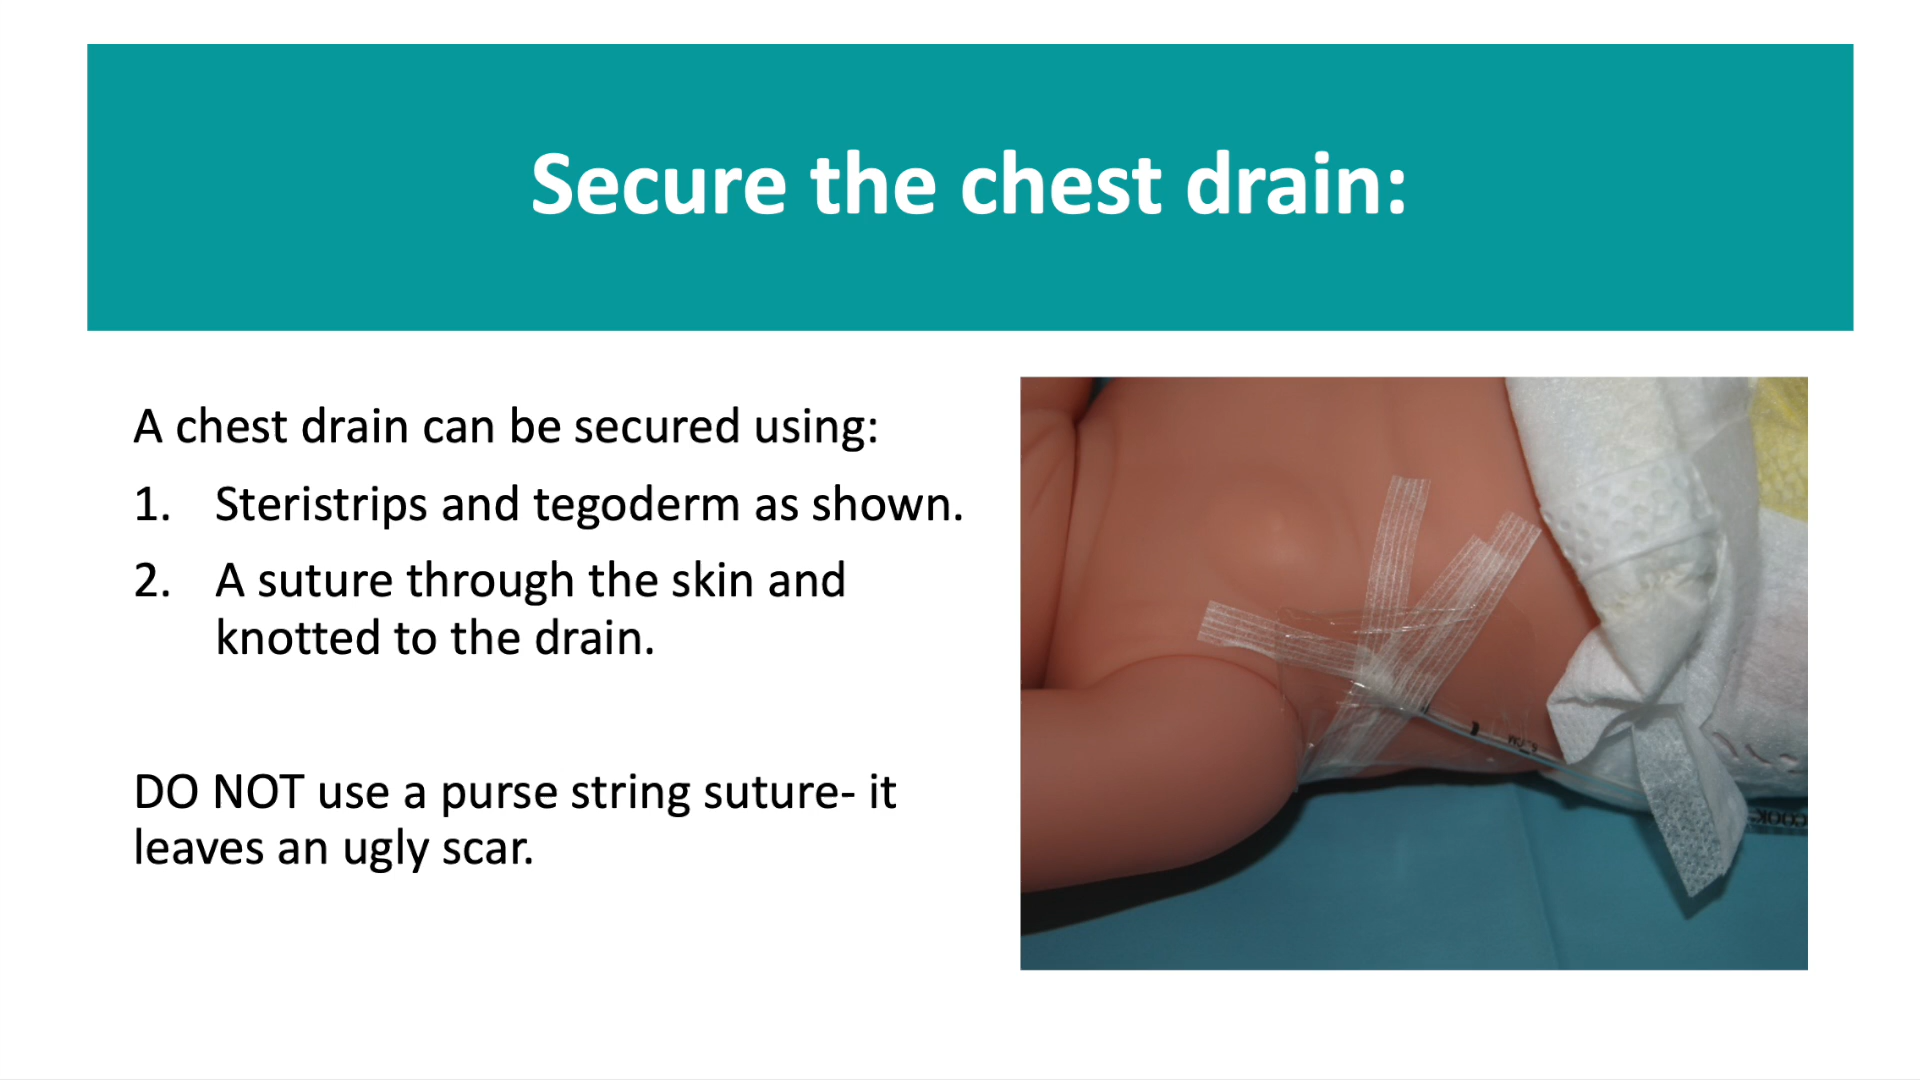 Secure the chest drain:
A chest drain can be secured using:
1. Steristrips and tegoderm as shown.
2. A suture through the skin and
knotted to the drain.
DO NOT use a purse string suture- it
leaves an ugly scar.
COOK